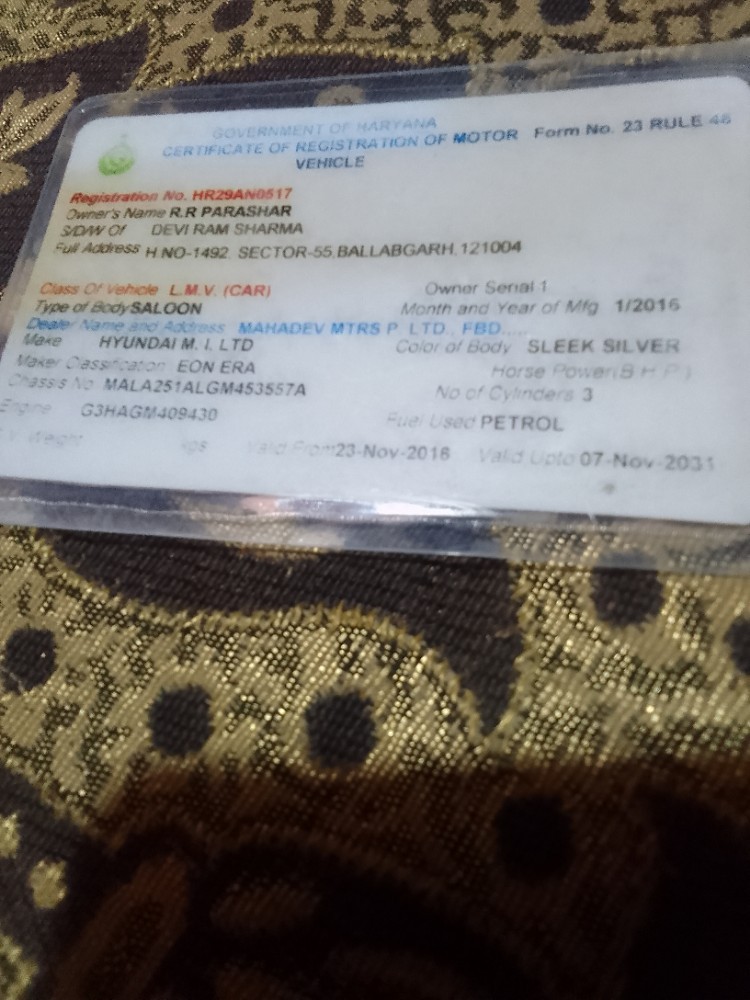 GOVERNMENT OF HARYANA
CERTIFICATE OF REGISTRATION OF MOTOR VEHICLE
Form No. 23 RULE 48
Registration No. HR29AN0517
Owner's Name R.R PARASHAR
S/D/W Of DEVI RAM SHARMA
Full Address H.NO-1492, SECTOR-55,BALLABGARH,121004
Class Of Vehicle L.M.V. (CAR) Owner Serial 1
Type of Body SALOON Month and Year of Mfg 1/2016
Dealer Name and Address MAHADEV MTRS P. LTD., FBD.....
Make HYUNDAI M. I. LTD Color of Body SLEEK SILVER
Maker Classification EON ERA Horse Power(B.H.P.)
Chassis No MALA251ALGM453557A No of Cylinders 3
Engine G3HAGM409430 Fuel Used PETROL
Weight kgs Valid From 23-Nov-2016 Valid Upto 07-Nov-2031